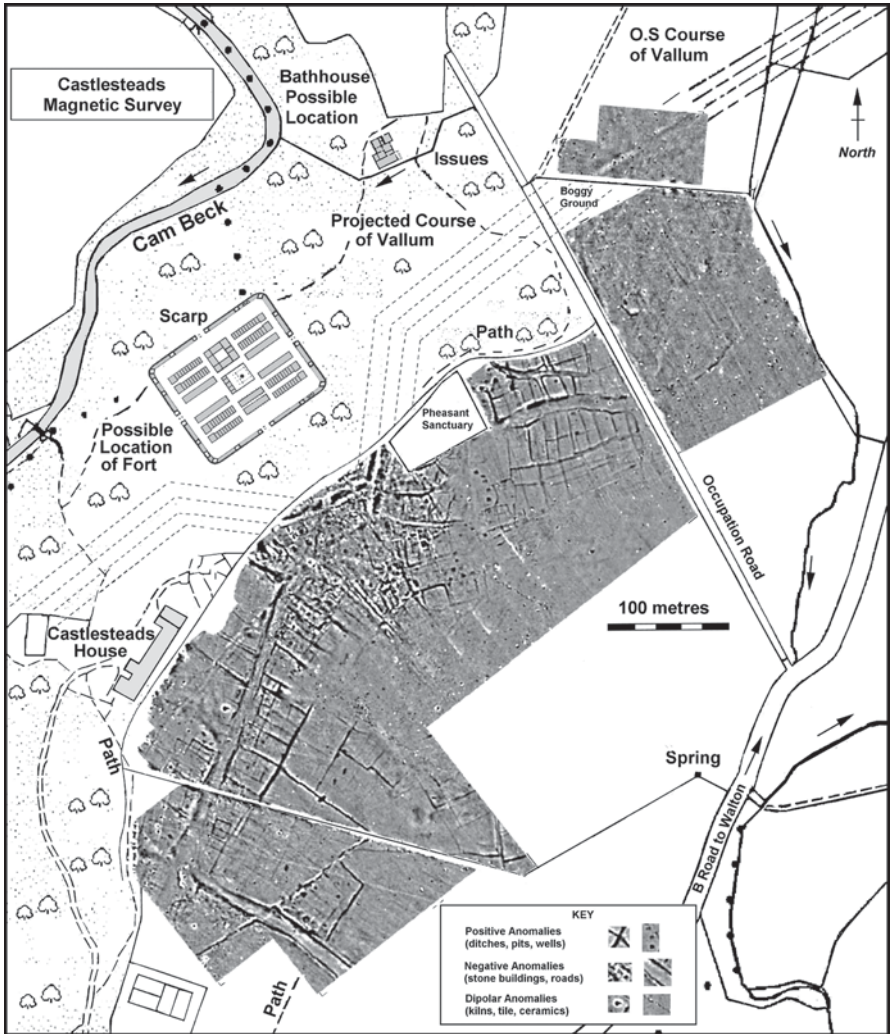 Castlesteads
Magnetic Survey
Bathhouse
Possible
Location
O.S Course
of Vallum
North
Issues
Boggy
Ground
Cam Beck
Projected Course
of Vallum
Scarp
Path
Pheasant
Sanctuary
Possible
Location
of Fort
Occupation Road
100 metres
Castlesteads
House
Path
Spring
B Road to Walton
Path
KEY
Positive Anomalies
(ditches, pits, wells)
Negative Anomalies
(stone buildings, roads)
Dipolar Anomalies
(kilns, tile, ceramics)